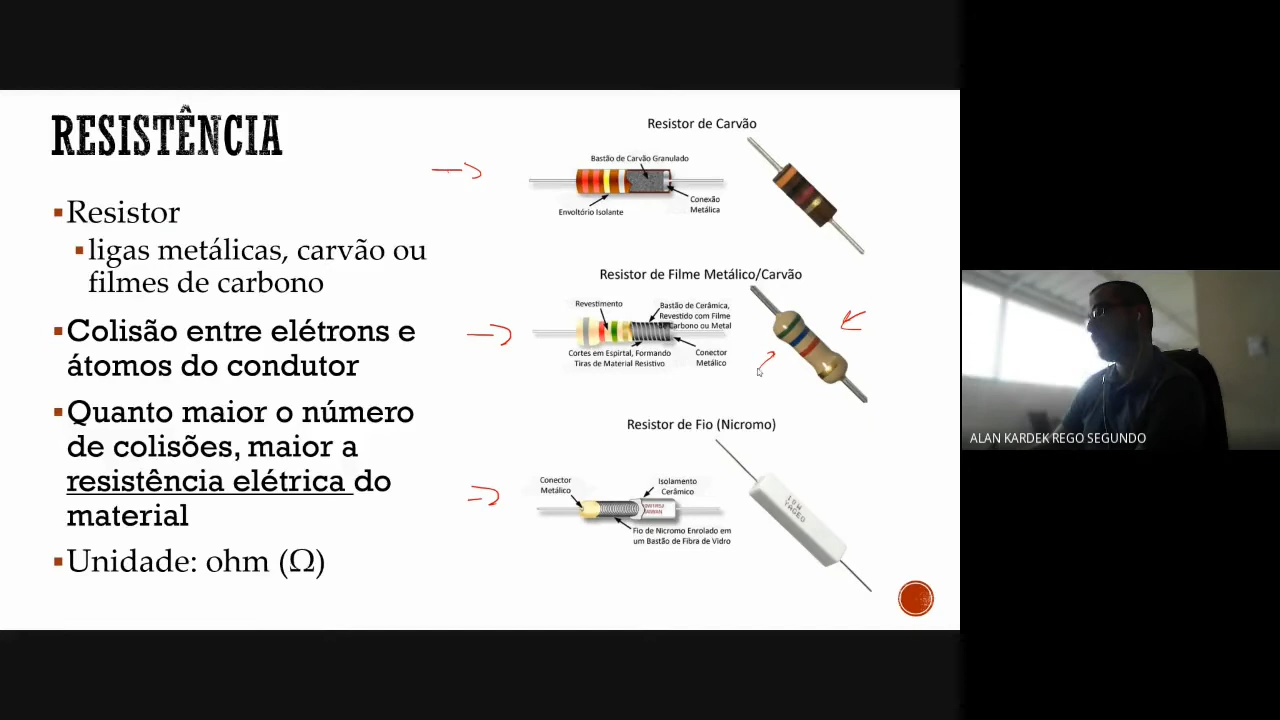 RESISTÊNCIA
▪Resistor
▪ligas metálicas, carvão ou
filmes de carbono
▪Colisão entre elétrons e
átomos do condutor
▪Quanto maior o número
de colisões, maior a
resistência elétrica do
material
▪Unidade: ohm (Ω)
Resistor de Carvão
Bastão de Carvão Granulado
Conexão
Metálica
Envoltório Isolante
Resistor de Filme Metálico/Carvão
Revestimento
Bastão de Cerâmica,
Revestido com Filme
de Carbono ou Metal
Cortes em Espirtal, Formando
Tiras de Material Resistivo
Conector
Metálico
Resistor de Fio (Nicromo)
Conector
Metálico
Isolamento
Cerâmico
Fio de Nicromo Enrolado em
um Bastão de Fibra de Vidro
10W
YAGEO
ALAN KARDEK REGO SEGUNDO